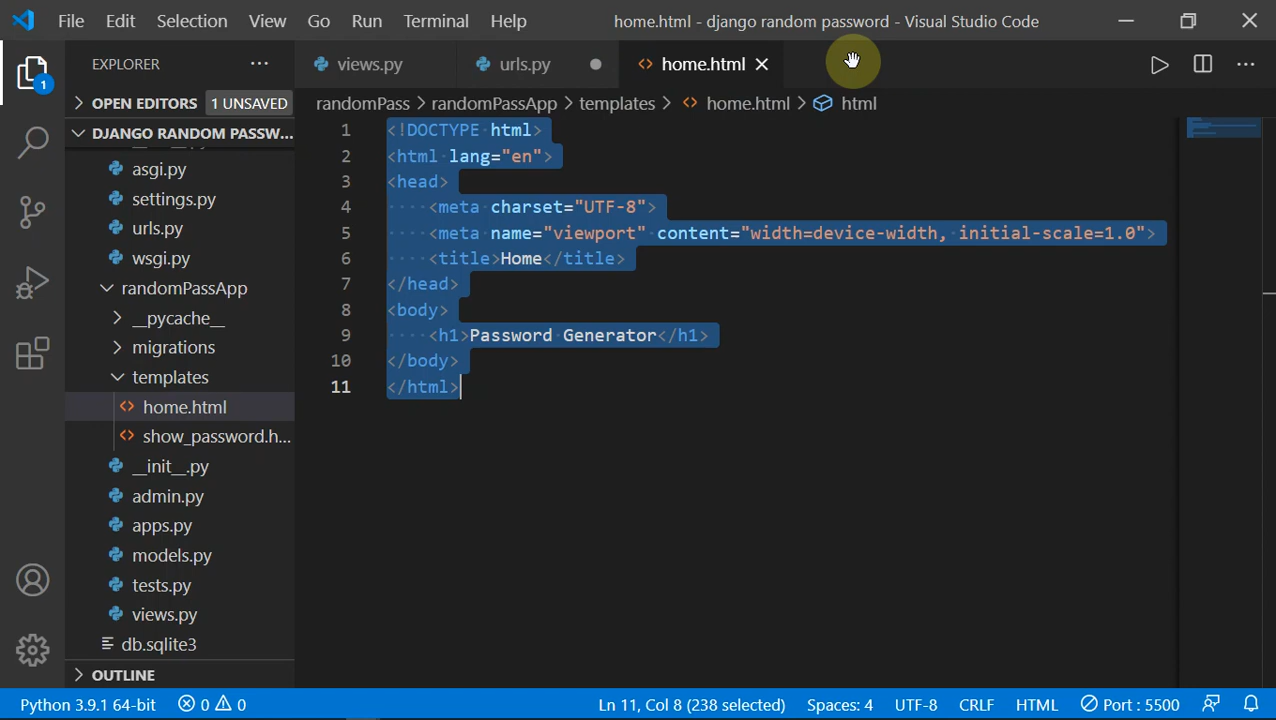 File Edit Selection View Go Run Terminal Help home.html - django random password - Visual Studio Code
EXPLORER ··· views.py urls.py home.html
1
OPEN EDITORS 1 UNSAVED randomPass > randomPassApp > templates > home.html > html
DJANGO RANDOM PASSW...
asgi.py
settings.py
urls.py
wsgi.py
randomPassApp
__pycache__
migrations
templates
home.html
show_password.h...
__init__.py
admin.py
apps.py
models.py
tests.py
views.py
db.sqlite3
OUTLINE
1 <!DOCTYPE html>
2 <html lang="en">
3 <head>
4 ····<meta charset="UTF-8">
5 ····<meta name="viewport" content="width=device-width, initial-scale=1.0">
6 ····<title>Home</title>
7 </head>
8 <body>
9 ····<h1>Password Generator</h1>
10 </body>
11 </html>
Python 3.9.1 64-bit 0 0 Ln 11, Col 8 (238 selected) Spaces: 4 UTF-8 CRLF HTML Port : 5500